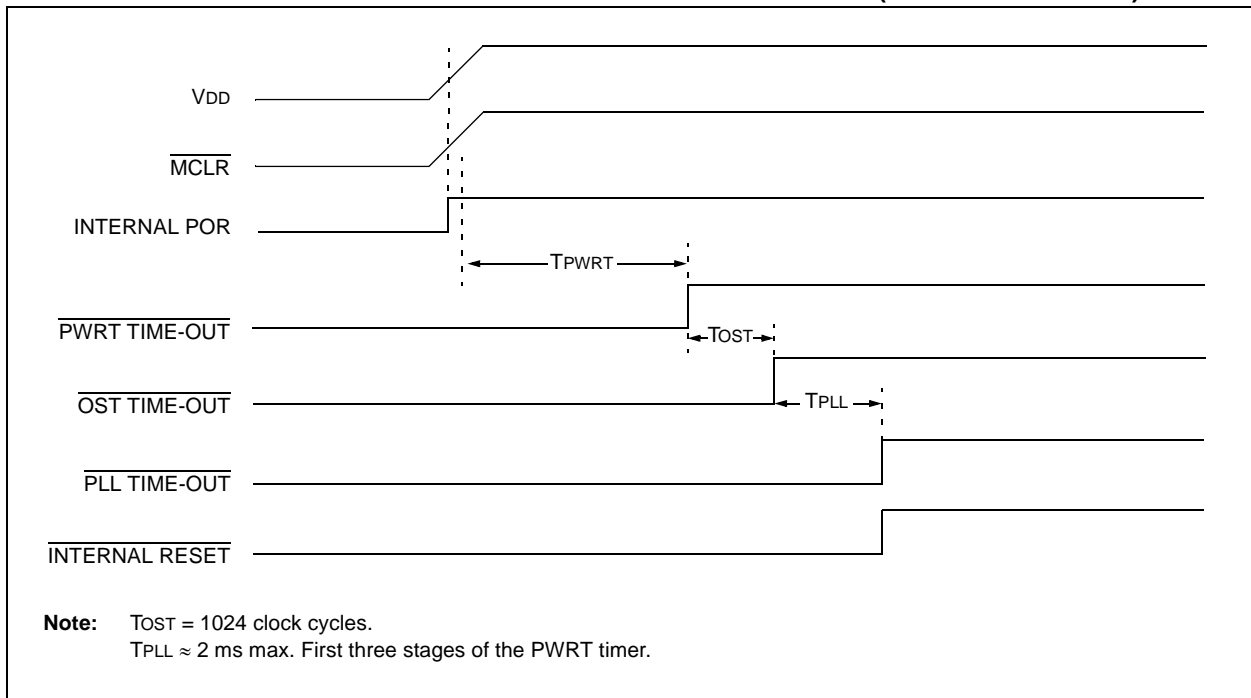 VDD
MCLR
INTERNAL POR
TPWRT
PWRT TIME-OUT
TOST
OST TIME-OUT
TPLL
PLL TIME-OUT
INTERNAL RESET
Note: TOST = 1024 clock cycles.
TPLL ≈ 2 ms max. First three stages of the PWRT timer.